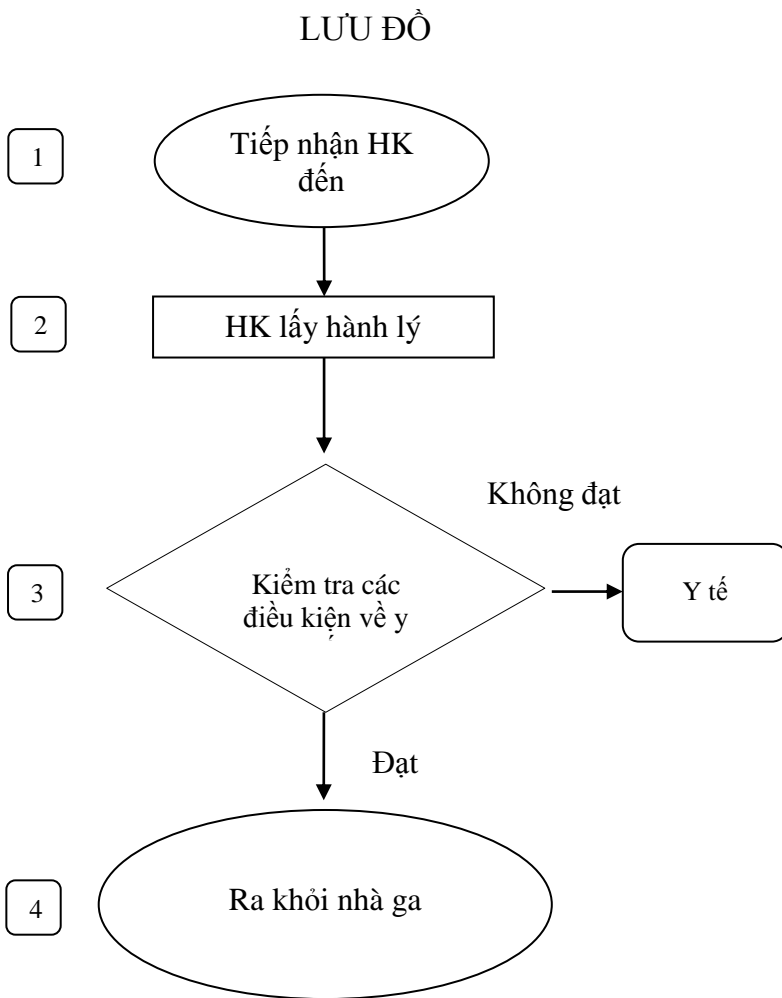 LƯU ĐỒ
1
Tiếp nhận HK
đến
2
HK lấy hành lý
Không đạt
3
Kiểm tra các
điều kiện về y
Y tế
Đạt
4
Ra khỏi nhà ga